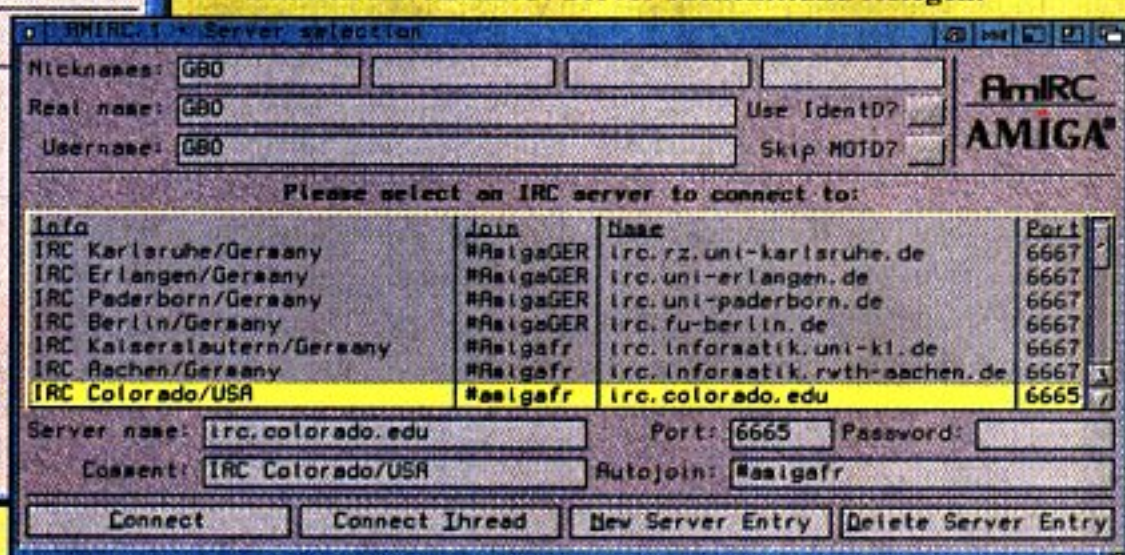 AMIRC.1 • Server selection
Nicknames: GBO
Real name: GBO
Use IdentD?
Username: GBO
Skip MOTD?
AmIRC
AMIGA
Please select an IRC server to connect to:
Info Join Name Port
IRC Karlsruhe/Germany #AmigaGER irc.rz.uni-karlsruhe.de 6667
IRC Erlangen/Germany #AmigaGER irc.uni-erlangen.de 6667
IRC Paderborn/Germany #AmigaGER irc.uni-paderborn.de 6667
IRC Berlin/Germany #AmigaGER irc.fu-berlin.de 6667
IRC Kaiserslautern/Germany #Amigafr irc.informatik.uni-kl.de 6667
IRC Aachen/Germany #Amigafr irc.informatik.rwth-aachen.de 6667
IRC Colorado/USA #amigafr irc.colorado.edu 6665
Server name: irc.colorado.edu Port: 6665 Password:
Comment: IRC Colorado/USA Autojoin: #amigafr
Connect Connect Thread New Server Entry Delete Server Entry